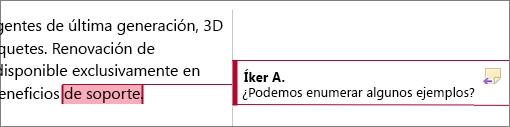 gentes de última generación, 3D
quetes. Renovación de
disponible exclusivamente en
eneficios de soporte.
Íker A.
¿Podemos enumerar algunos ejemplos?